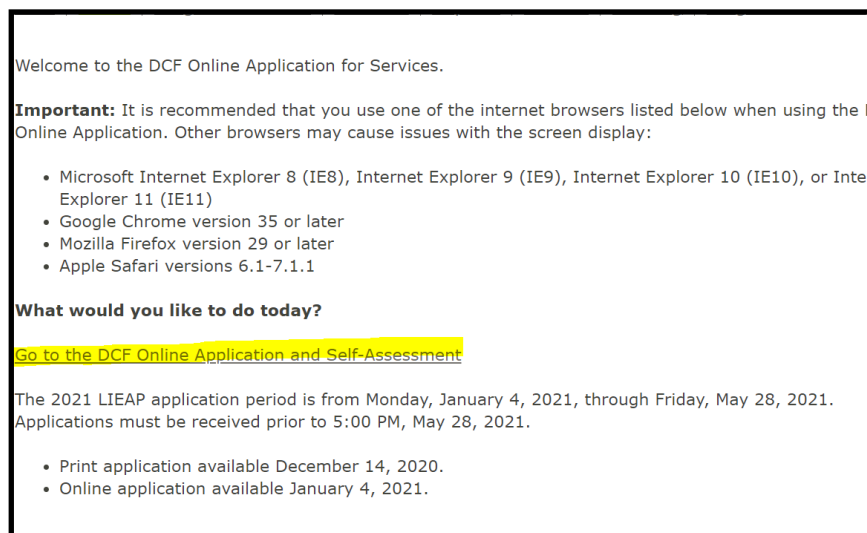 Welcome to the DCF Online Application for Services.
Important: It is recommended that you use one of the internet browsers listed below when using the
Online Application. Other browsers may cause issues with the screen display:
• Microsoft Internet Explorer 8 (IE8), Internet Explorer 9 (IE9), Internet Explorer 10 (IE10), or Inte
Explorer 11 (IE11)
• Google Chrome version 35 or later
• Mozilla Firefox version 29 or later
• Apple Safari versions 6.1-7.1.1
What would you like to do today?
Go to the DCF Online Application and Self-Assessment
The 2021 LIEAP application period is from Monday, January 4, 2021, through Friday, May 28, 2021.
Applications must be received prior to 5:00 PM, May 28, 2021.
• Print application available December 14, 2020.
• Online application available January 4, 2021.